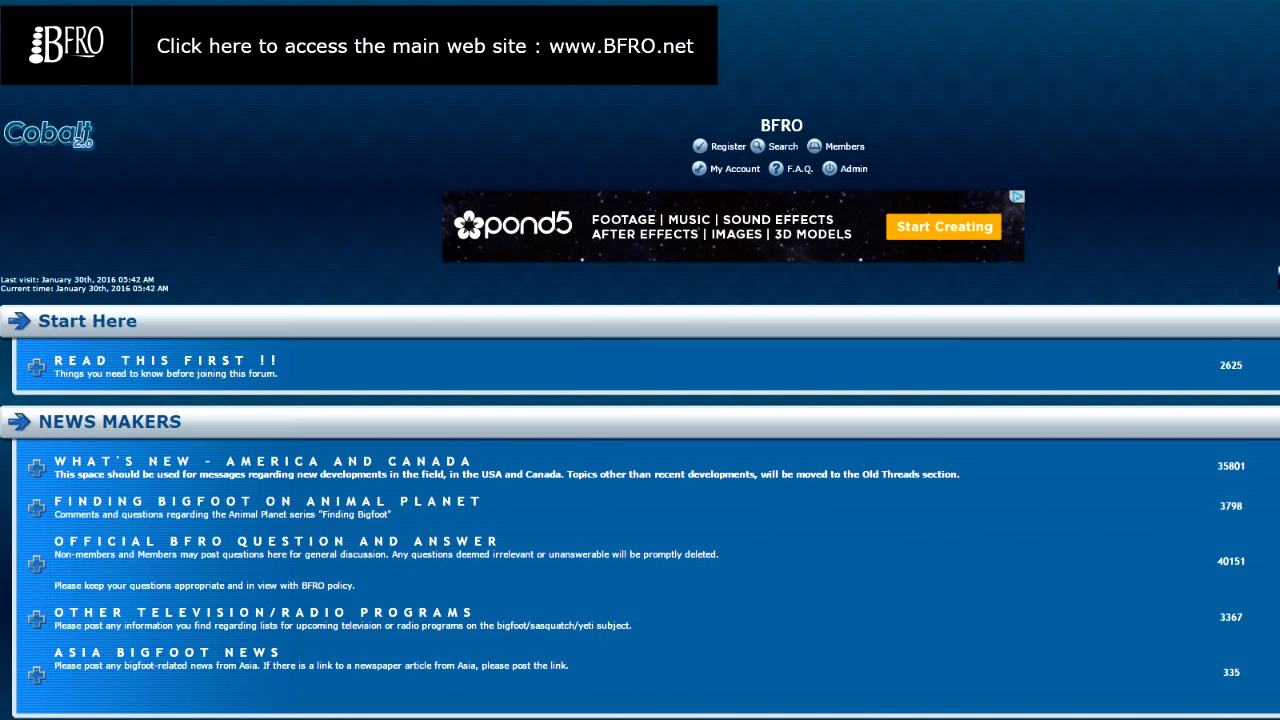 BFRO
Click here to access the main web site : www.BFRO.net
Cobalt 2.0
BFRO
Register Search Members
My Account F.A.Q. Admin
pond5
FOOTAGE | MUSIC | SOUND EFFECTS
AFTER EFFECTS | IMAGES | 3D MODELS
Start Creating
Last visit: January 30th, 2016 05:42 AM
Current time: January 30th, 2016 05:42 AM
Start Here
READ THIS FIRST !!
Things you need to know before joining this forum.
2625
NEWS MAKERS
WHAT'S NEW - AMERICA AND CANADA
This space should be used for messages regarding new developments in the field, in the USA and Canada. Topics other than recent developments, will be moved to the Old Threads section.
35801
FINDING BIGFOOT ON ANIMAL PLANET
Comments and questions regarding the Animal Planet series "Finding Bigfoot"
3798
OFFICIAL BFRO QUESTION AND ANSWER
Non-members and Members may post questions here for general discussion. Any questions deemed irrelevant or unanswerable will be promptly deleted.
40151
Please keep your questions appropriate and in view with BFRO policy.
OTHER TELEVISION/RADIO PROGRAMS
Please post any information you find regarding lists for upcoming television or radio programs on the bigfoot/sasquatch/yeti subject.
3367
ASIA BIGFOOT NEWS
Please post any bigfoot-related news from Asia. If there is a link to a newspaper article from Asia, please post the link.
335